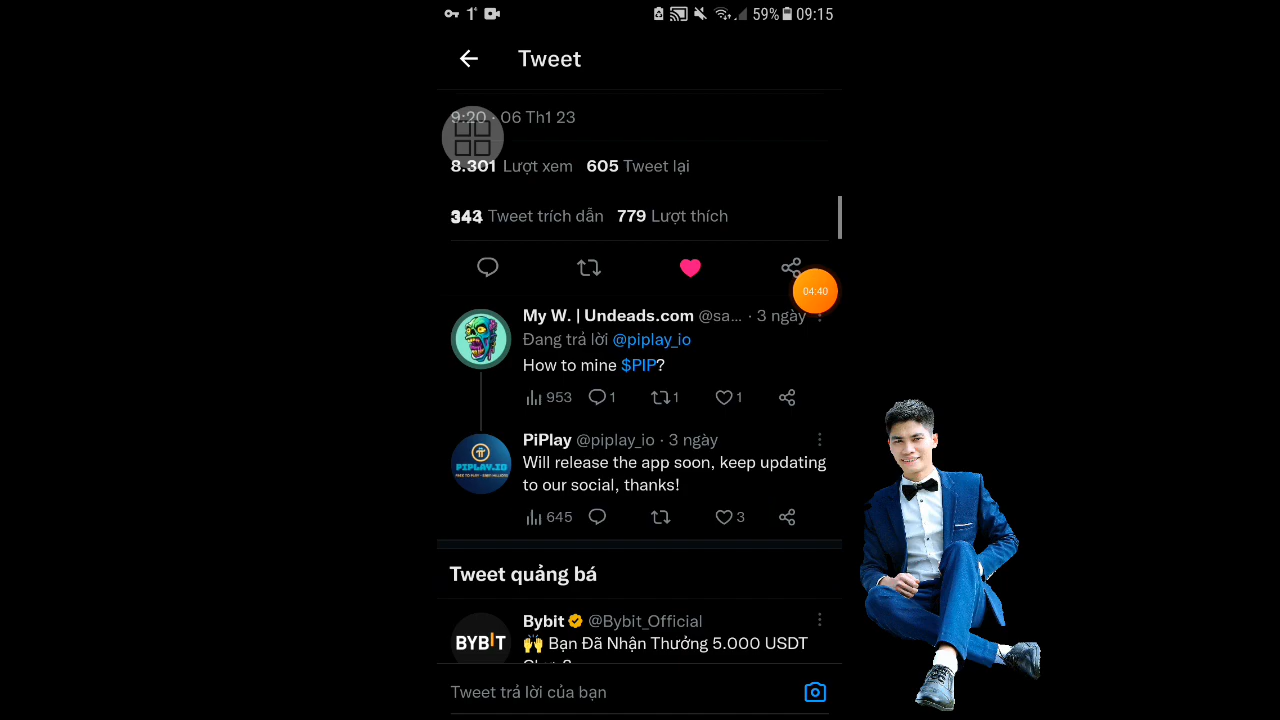 59% 09:15
Tweet
9:20 · 06 Th1 23
8.301 Lượt xem 605 Tweet lại
Tweet trích dẫn 779 Lượt thích
04:40
My W. | Undeads.com @sa... · 3 ngày
Đang trả lời @piplay_io
How to mine $PIP?
953 1 1 1
PiPlay @piplay_io · 3 ngày
PIPLAY.IO
Will release the app soon, keep updating
to our social, thanks!
645 3
Tweet quảng bá
Bybit @Bybit_Official
BYBIT
🙌 Bạn Đã Nhận Thưởng 5.000 USDT
Tweet trả lời của bạn